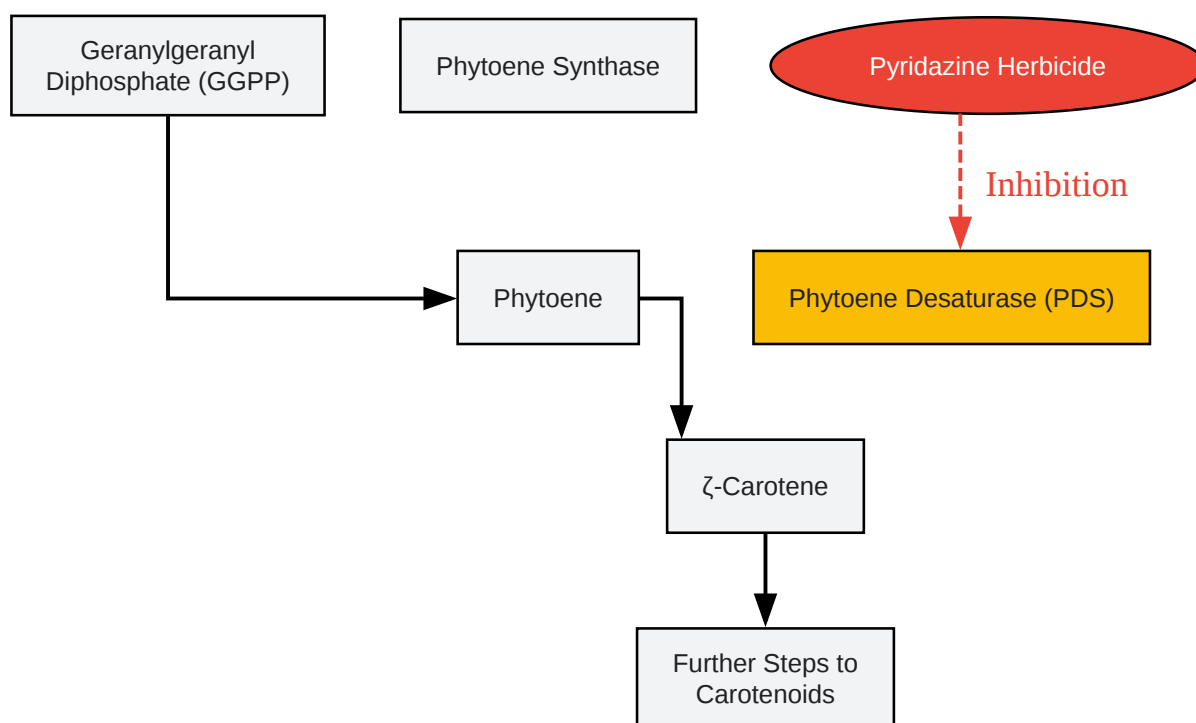 Geranylgeranyl
Diphosphate (GGPP)
Phytoene Synthase
Pyridazine Herbicide
Inhibition
Phytoene
Phytoene Desaturase (PDS)
ζ-Carotene
Further Steps to
Carotenoids